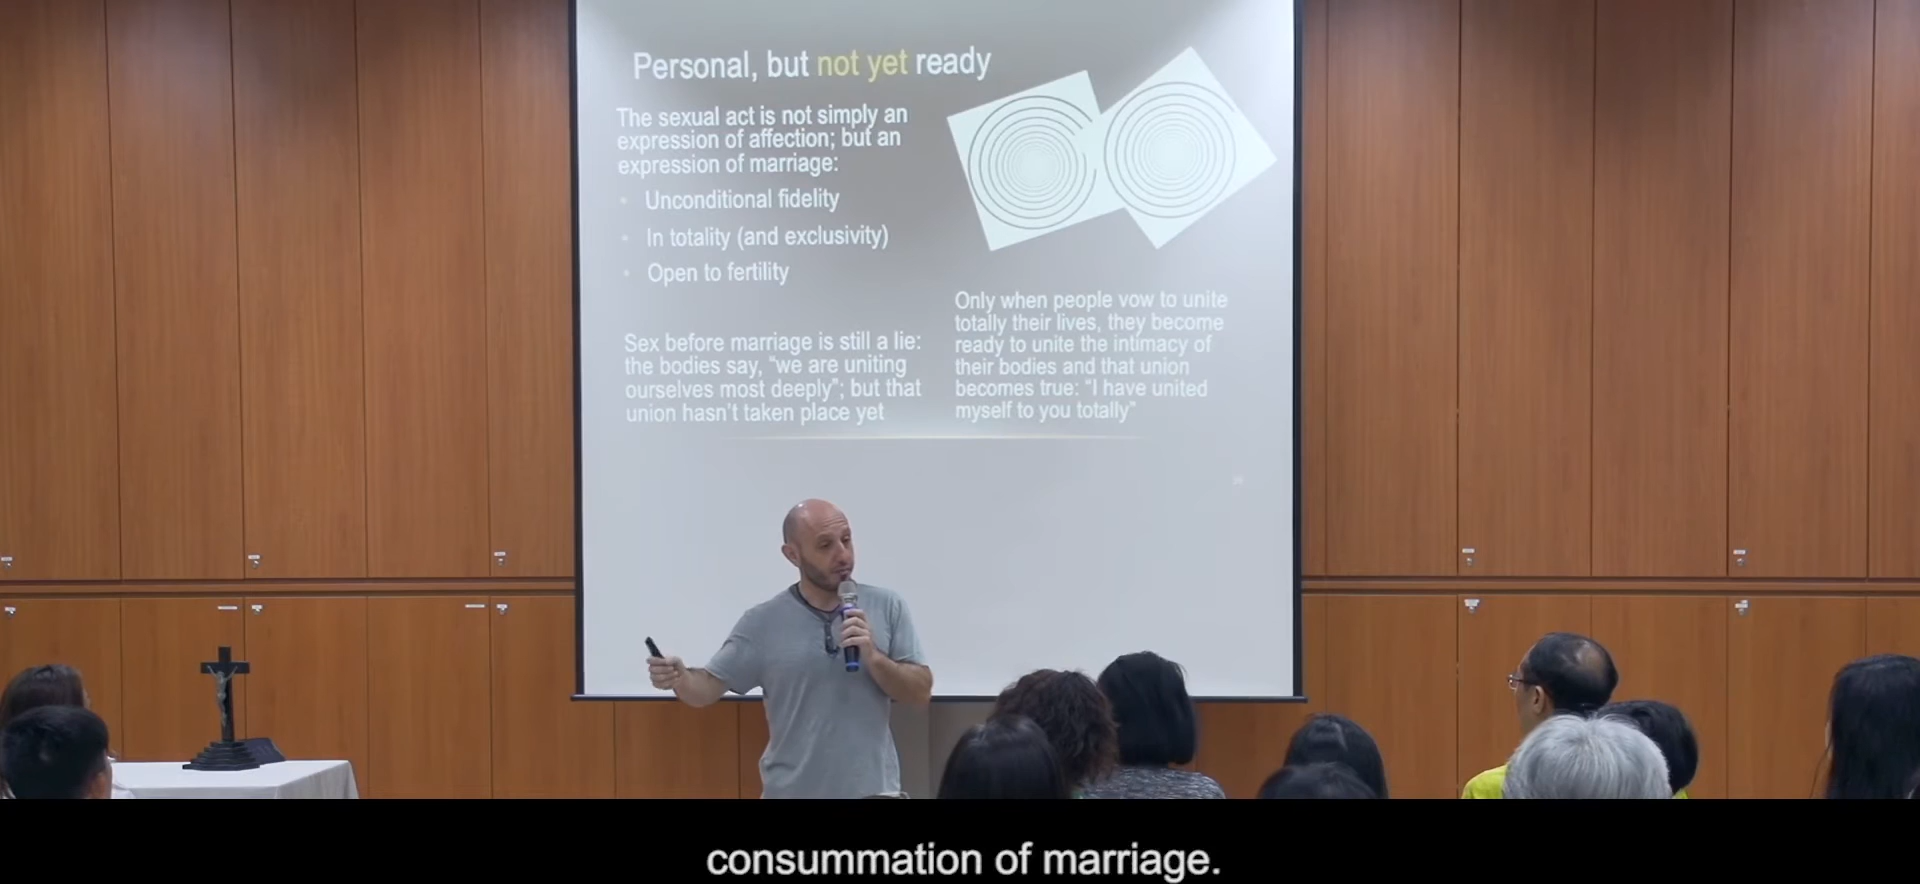 Personal, but not yet ready
The sexual act is not simply an
expression of affection; but an
expression of marriage:
• Unconditional fidelity
• In totality (and exclusivity)
• Open to fertility
Sex before marriage is still a lie:
the bodies say, “we are uniting
ourselves most deeply”; but that
union hasn’t taken place yet
Only when people vow to unite
totally their lives, they become
ready to unite the intimacy of
their bodies and that union
becomes true: “I have united
myself to you totally”
consummation of marriage.